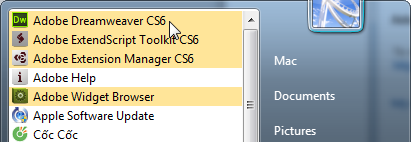 Adobe Dreamweaver CS6
Adobe ExtendScript Toolkit CS6
Adobe Extension Manager CS6
Adobe Help
Adobe Widget Browser
Apple Software Update
Cốc Cốc
Mac
Documents
Pictures